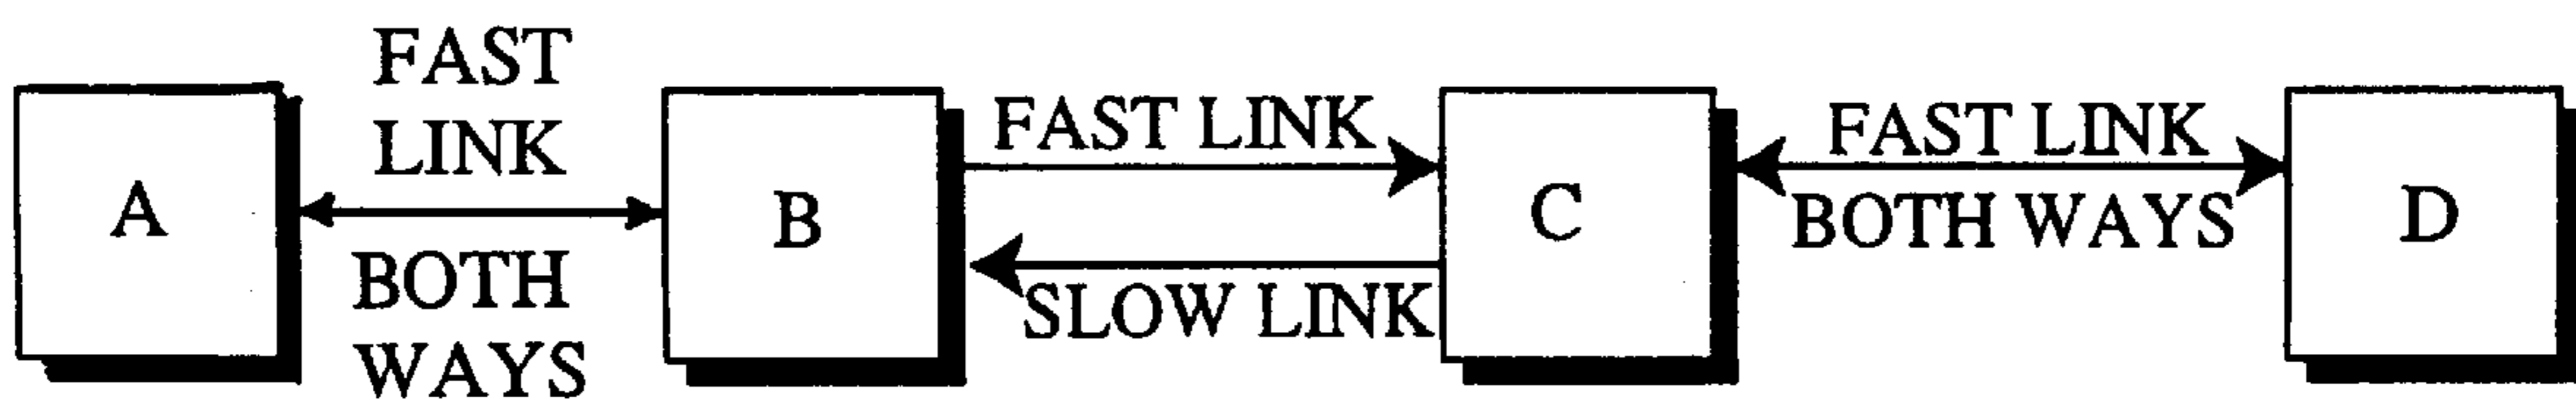 A
FAST
LINK
BOTH
WAYS
B
FAST LINK
SLOW LINK
C
FAST LINK
BOTH WAYS
D